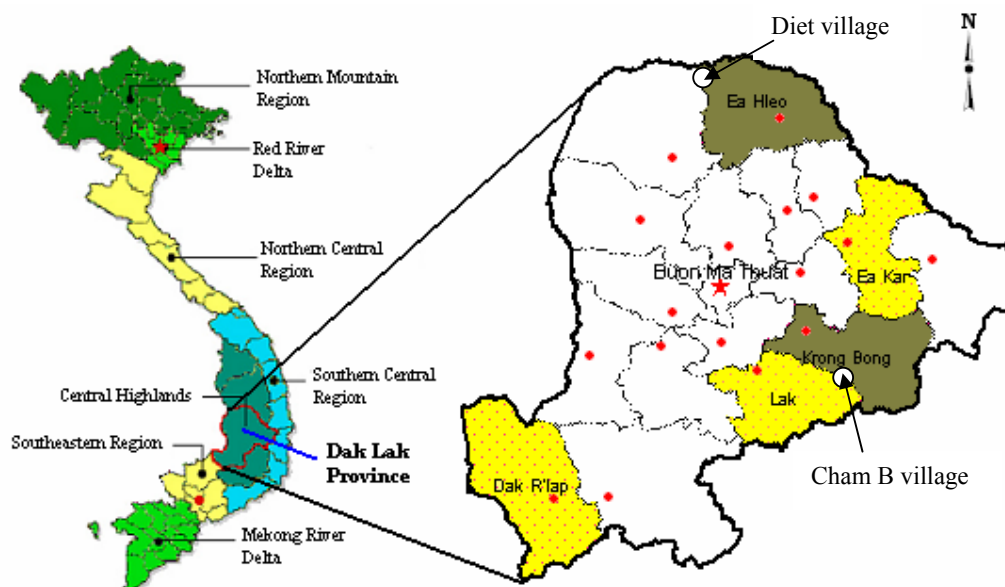 Diet village
N
Northern Mountain
Region
Ea Hleo
Red River
Delta
Northern Central
Region
Buon Ma Thuat
Ea Kar
Krong Bong
Southern Central
Region
Central Highlands
Lak
Southeastern Region
Dak Lak
Province
Cham B village
Dak R'lap
Mekong River
Delta